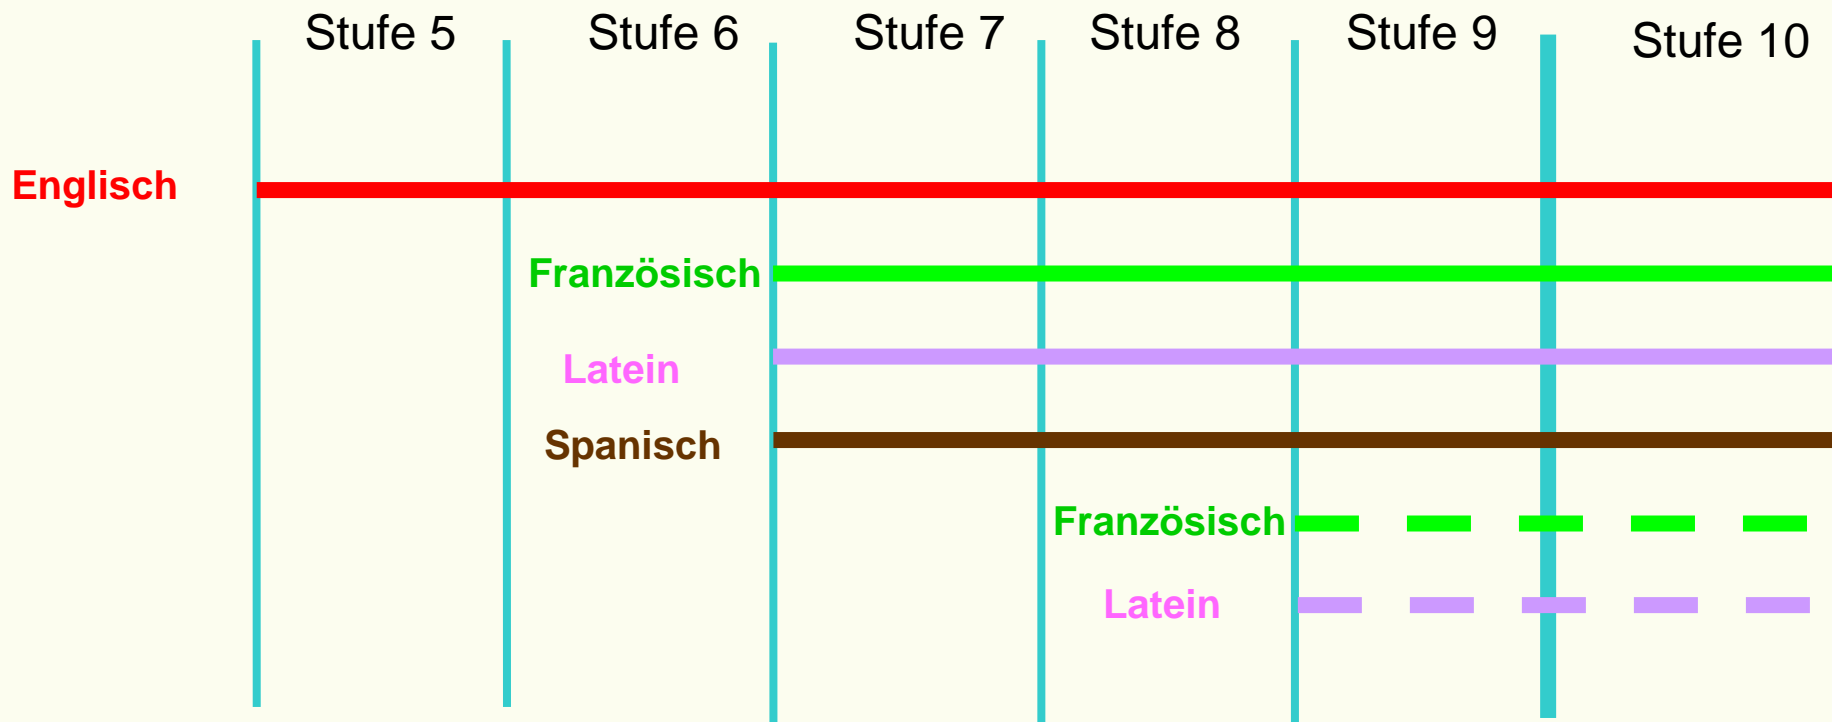 Stufe 5
Stufe 6
Stufe 7
Stufe 8
Stufe 9
Stufe 10
Englisch
Französisch
Latein
Spanisch
Französisch
Latein